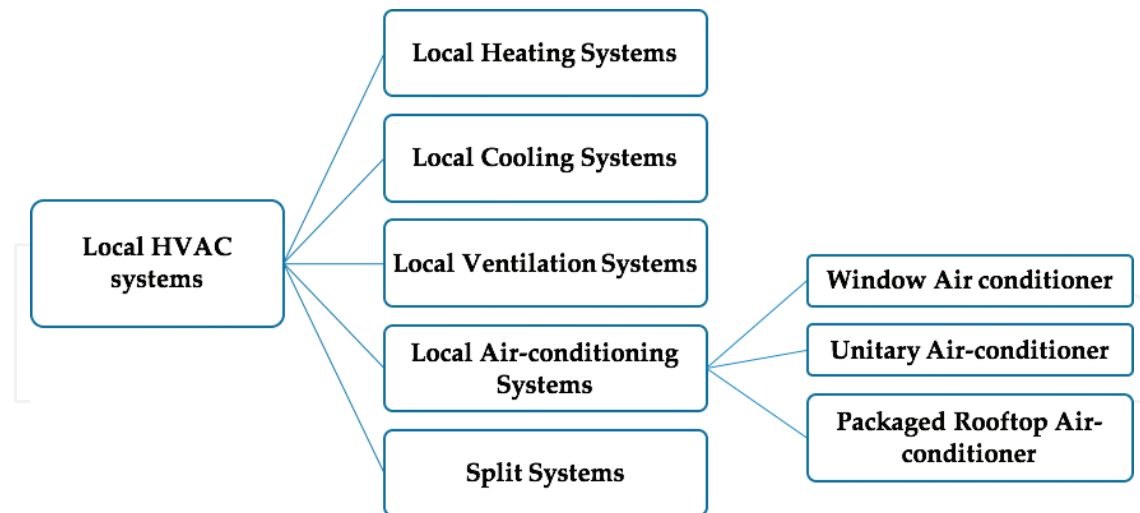 Local HVAC
systems
Local Heating Systems
Local Cooling Systems
Local Ventilation Systems
Local Air-conditioning
Systems
Split Systems
Window Air conditioner
Unitary Air-conditioner
Packaged Rooftop Air-
conditioner